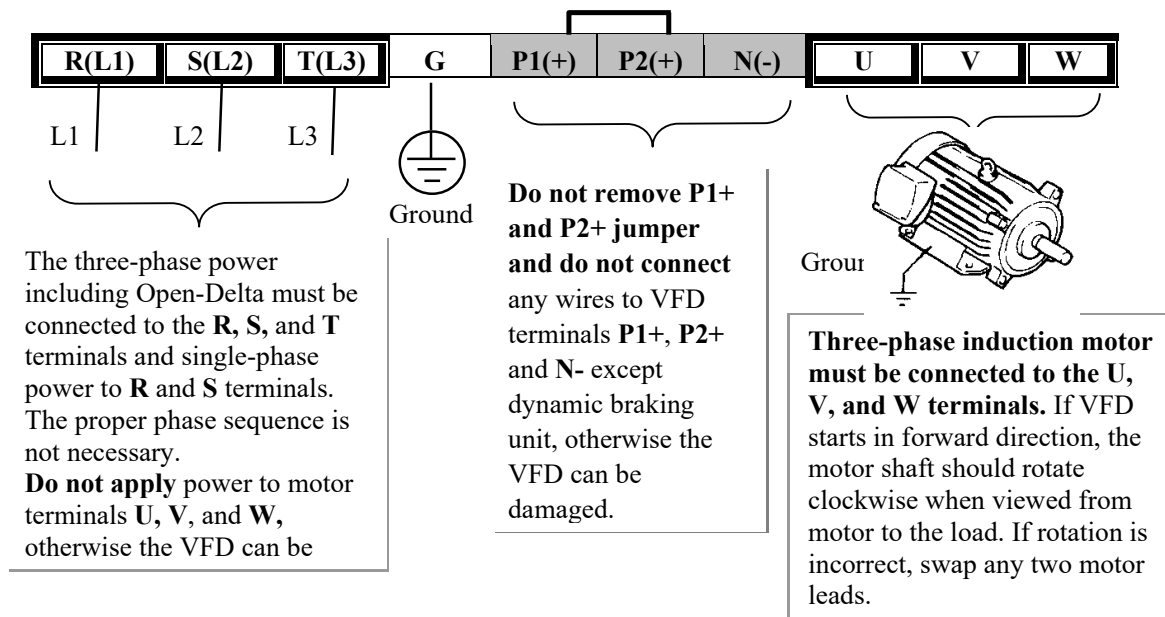 R(L1) S(L2) T(L3) G P1(+) P2(+) N(-) U V W
L1 L2 L3
Ground
The three-phase power
including Open-Delta must be
connected to the R, S, and T
terminals and single-phase
power to R and S terminals.
The proper phase sequence is
not necessary.
Do not apply power to motor
terminals U, V, and W,
otherwise the VFD can be
Do not remove P1+
and P2+ jumper
and do not connect
any wires to VFD
terminals P1+, P2+
and N- except
dynamic braking
unit, otherwise the
VFD can be
damaged.
Three-phase induction motor
must be connected to the U,
V, and W terminals. If VFD
starts in forward direction, the
motor shaft should rotate
clockwise when viewed from
motor to the load. If rotation is
incorrect, swap any two motor
leads.